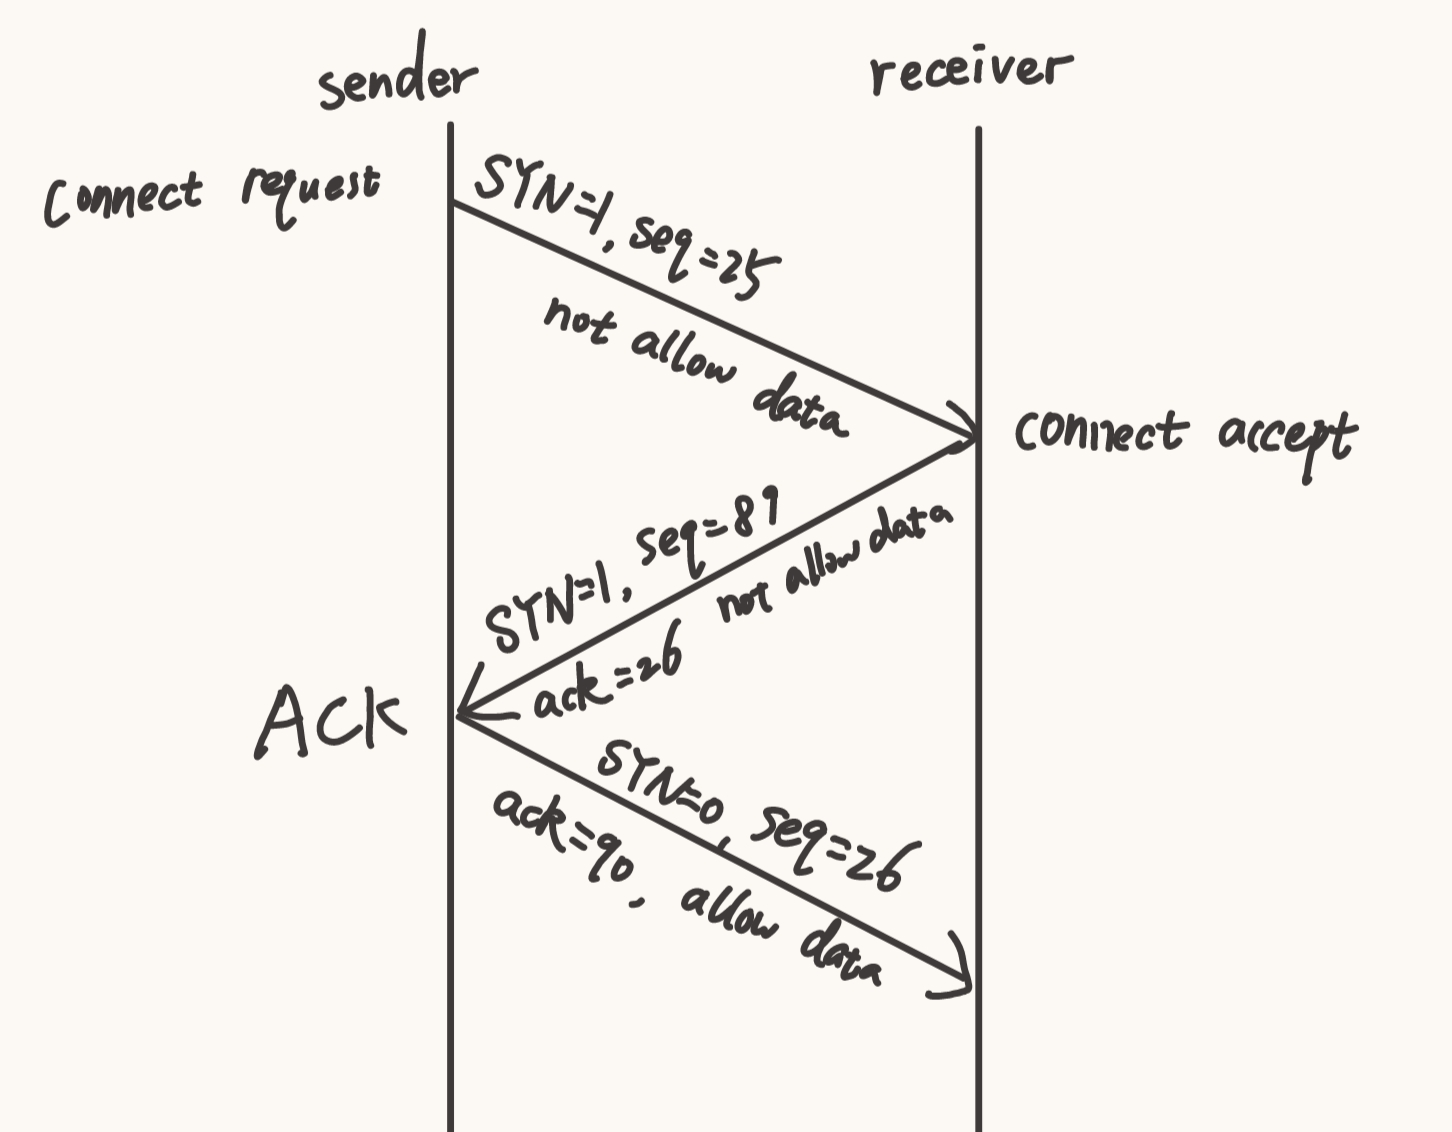 sender
receiver
Connect request
SYN=1, seq=25
not allow data
connect accept
SYN=1, seq=89
not allow data
ack=26
ACK
SYN=0, seq=26
ack=90, allow data